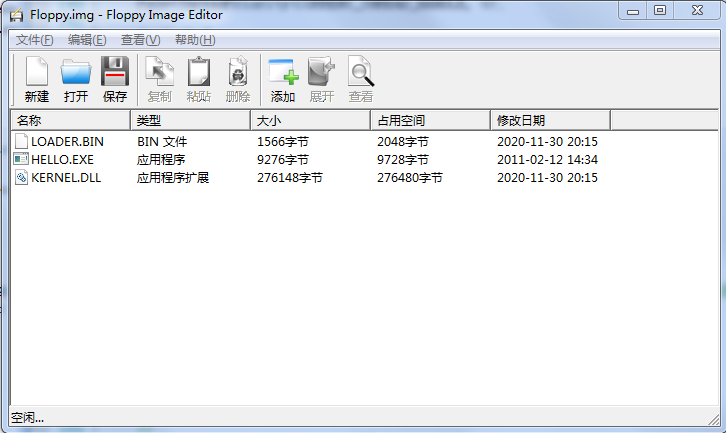 Floppy.img - Floppy Image Editor
文件(F) 编辑(E) 查看(V) 帮助(H)
新建 打开 保存 复制 粘贴 删除 添加 展开 查看
名称 类型 大小 占用空间 修改日期
LOADER.BIN BIN 文件 1566字节 2048字节 2020-11-30 20:15
HELLO.EXE 应用程序 9276字节 9728字节 2011-02-12 14:34
KERNEL.DLL 应用程序扩展 276148字节 276480字节 2020-11-30 20:15
空闲...